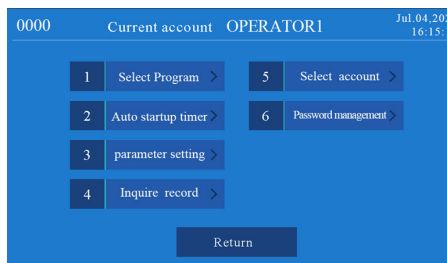 0000 Current account OPERATOR1 Jul.04,202
16:15:
1 Select Program >
2 Auto startup timer >
3 parameter setting >
4 Inquire record >
5 Select account >
6 Password management >
Return